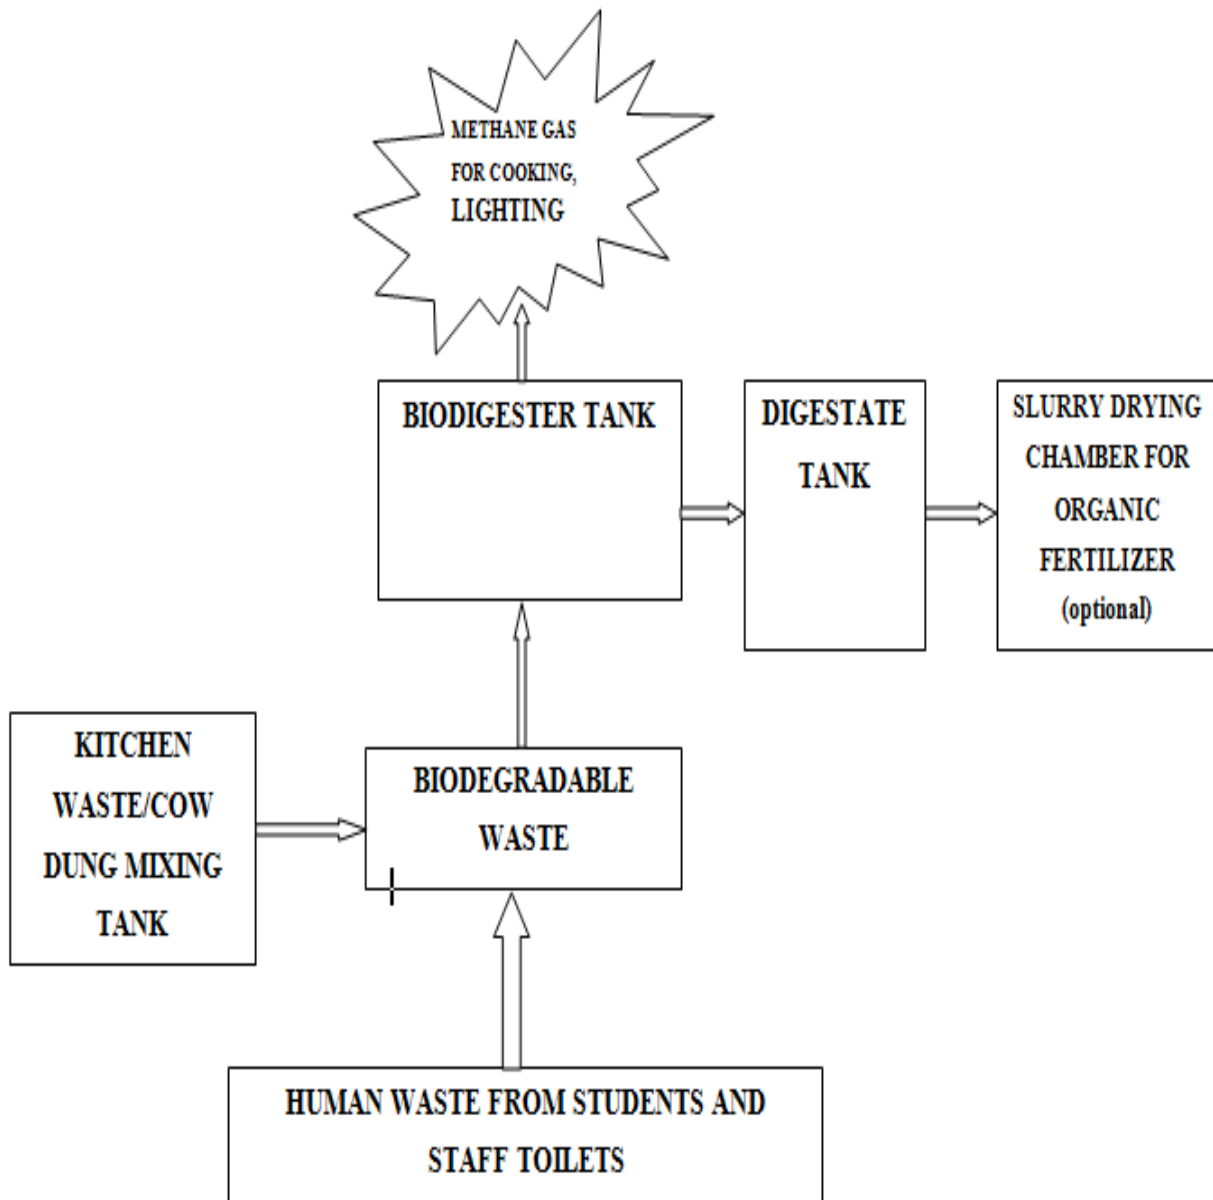 METHANE GAS
FOR COOKING,
LIGHTING
BIODIGESTER TANK
DIGESTATE
TANK
SLURRY DRYING
CHAMBER FOR
ORGANIC
FERTILIZER
(optional)
KITCHEN
WASTE/COW
DUNG MIXING
TANK
BIODEGRADABLE
WASTE
HUMAN WASTE FROM STUDENTS AND
STAFF TOILETS